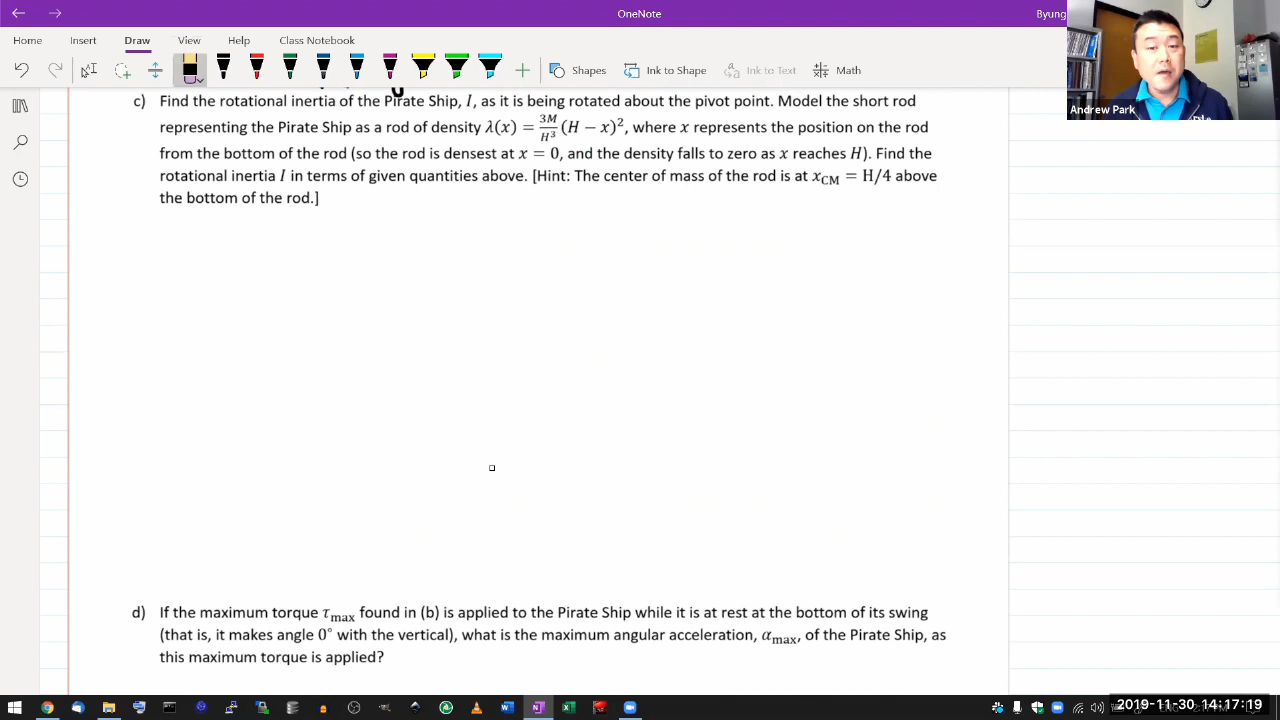 OneNote
Byung
Home Insert Draw View Help Class Notebook
Shapes Ink to Shape Ink to Text Math
Andrew Park
c) Find the rotational inertia of the Pirate Ship, I, as it is being rotated about the pivot point. Model the short rod
representing the Pirate Ship as a rod of density λ(x) = 3M/H³ (H − x)², where x represents the position on the rod
from the bottom of the rod (so the rod is densest at x = 0, and the density falls to zero as x reaches H). Find the
rotational inertia I in terms of given quantities above. [Hint: The center of mass of the rod is at x_CM = H/4 above
the bottom of the rod.]
d) If the maximum torque τ_max found in (b) is applied to the Pirate Ship while it is at rest at the bottom of its swing
(that is, it makes angle 0° with the vertical), what is the maximum angular acceleration, α_max, of the Pirate Ship, as
this maximum torque is applied?
2019-11-30 14:17:19